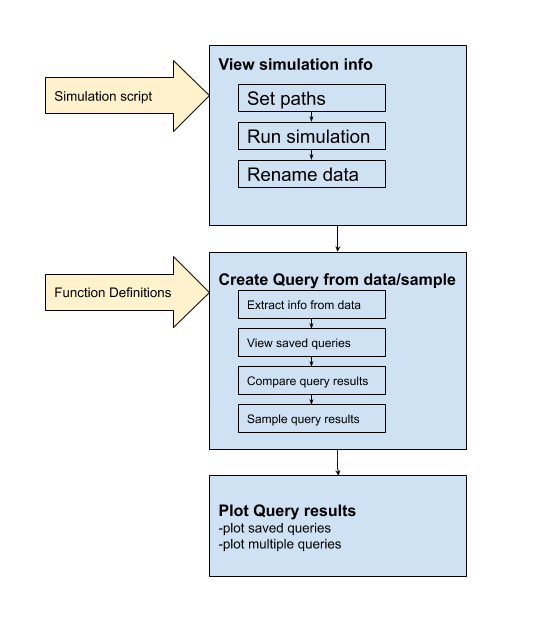 View simulation info
Simulation script
Set paths
Run simulation
Rename data
Create Query from data/sample
Function Definitions
Extract info from data
View saved queries
Compare query results
Sample query results
Plot Query results
-plot saved queries
-plot multiple queries